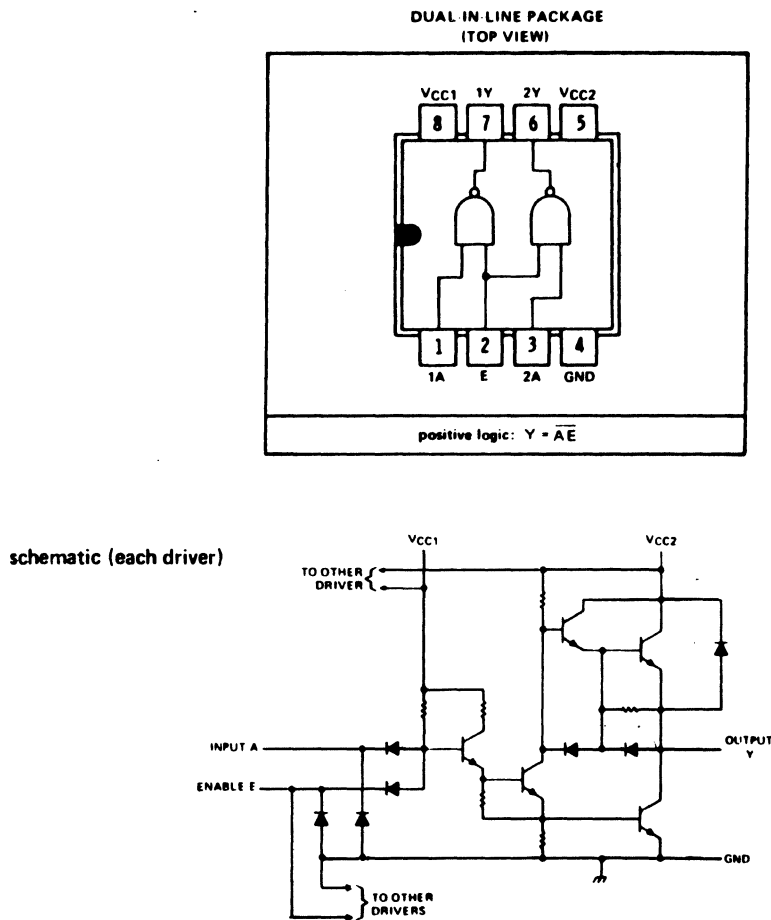 DUAL-IN-LINE PACKAGE
(TOP VIEW)
VCC1 1Y 2Y VCC2
8 7 6 5
1 2 3 4
1A E 2A GND
positive logic: Y = \overline{AE}
schematic (each driver)
VCC1
VCC2
TO OTHER
DRIVER
INPUT A
OUTPUT
Y
ENABLE E
GND
TO OTHER
DRIVERS